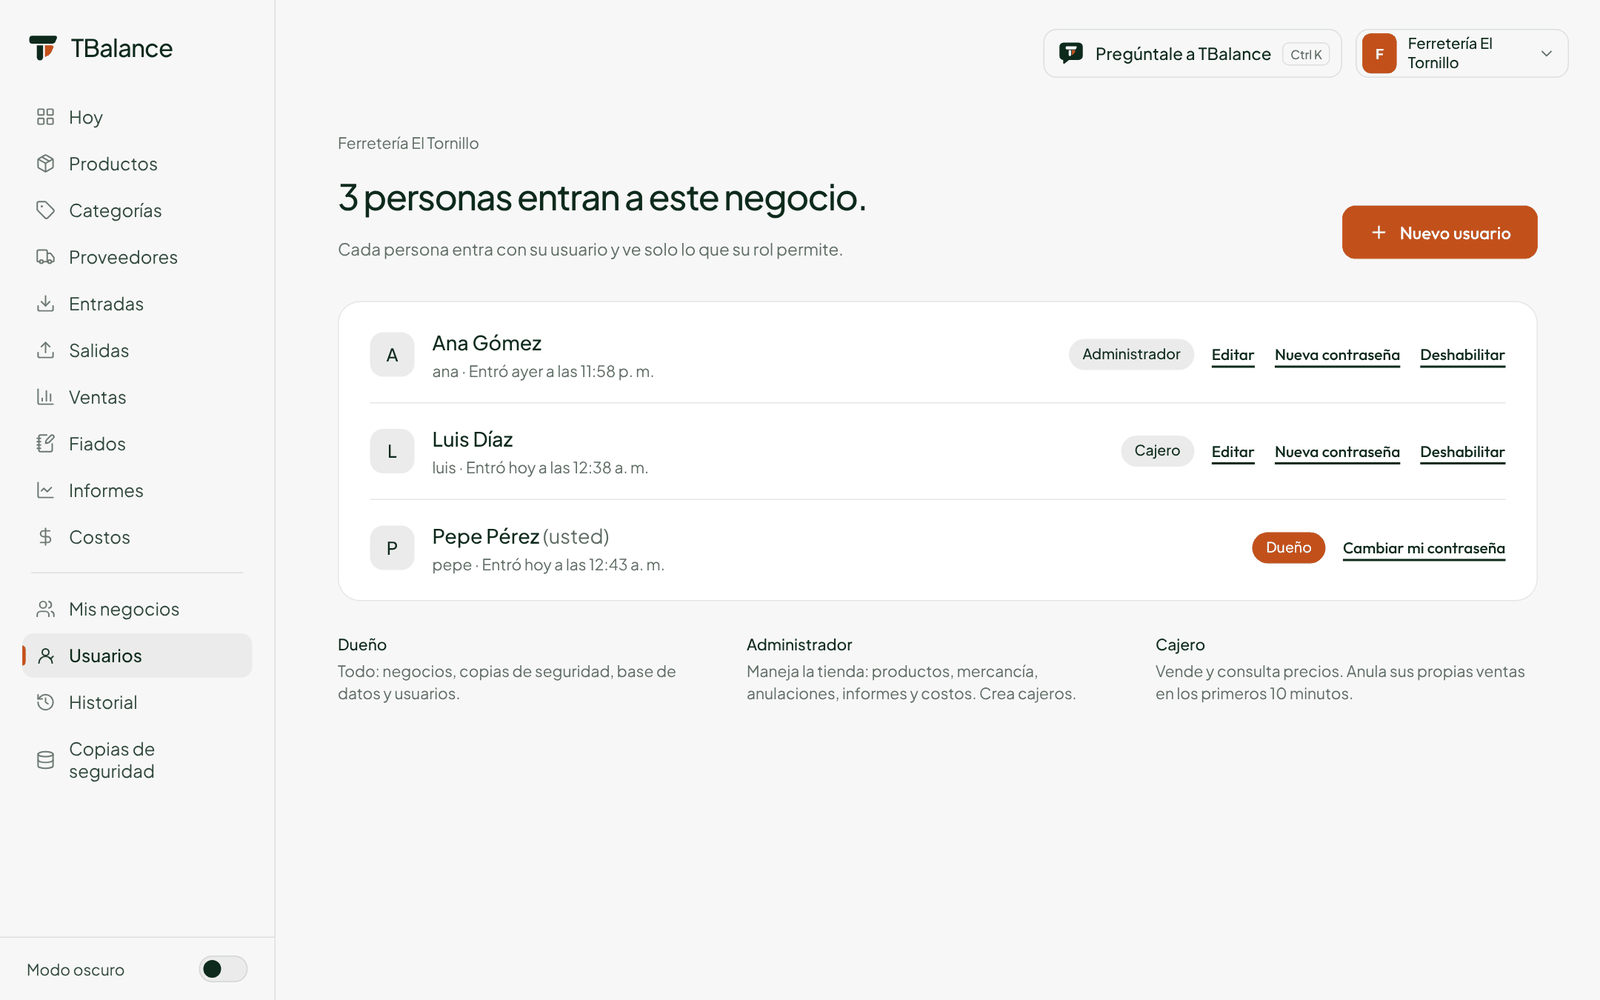 TBalance
Hoy
Productos
Categorías
Proveedores
Entradas
Salidas
Ventas
Fiados
Informes
Costos
Mis negocios
Usuarios
Historial
Copias de
seguridad
Modo oscuro
Pregúntale a TBalance Ctrl K
F
Ferretería El
Tornillo
Ferretería El Tornillo
3 personas entran a este negocio.
Cada persona entra con su usuario y ve solo lo que su rol permite.
+ Nuevo usuario
A
Ana Gómez
ana · Entró ayer a las 11:58 p. m.
Administrador Editar Nueva contraseña Deshabilitar
L
Luis Díaz
luis · Entró hoy a las 12:38 a. m.
Cajero Editar Nueva contraseña Deshabilitar
P
Pepe Pérez (usted)
pepe · Entró hoy a las 12:43 a. m.
Dueño Cambiar mi contraseña
Dueño
Todo: negocios, copias de seguridad, base de
datos y usuarios.
Administrador
Maneja la tienda: productos, mercancía,
anulaciones, informes y costos. Crea cajeros.
Cajero
Vende y consulta precios. Anula sus propias ventas
en los primeros 10 minutos.